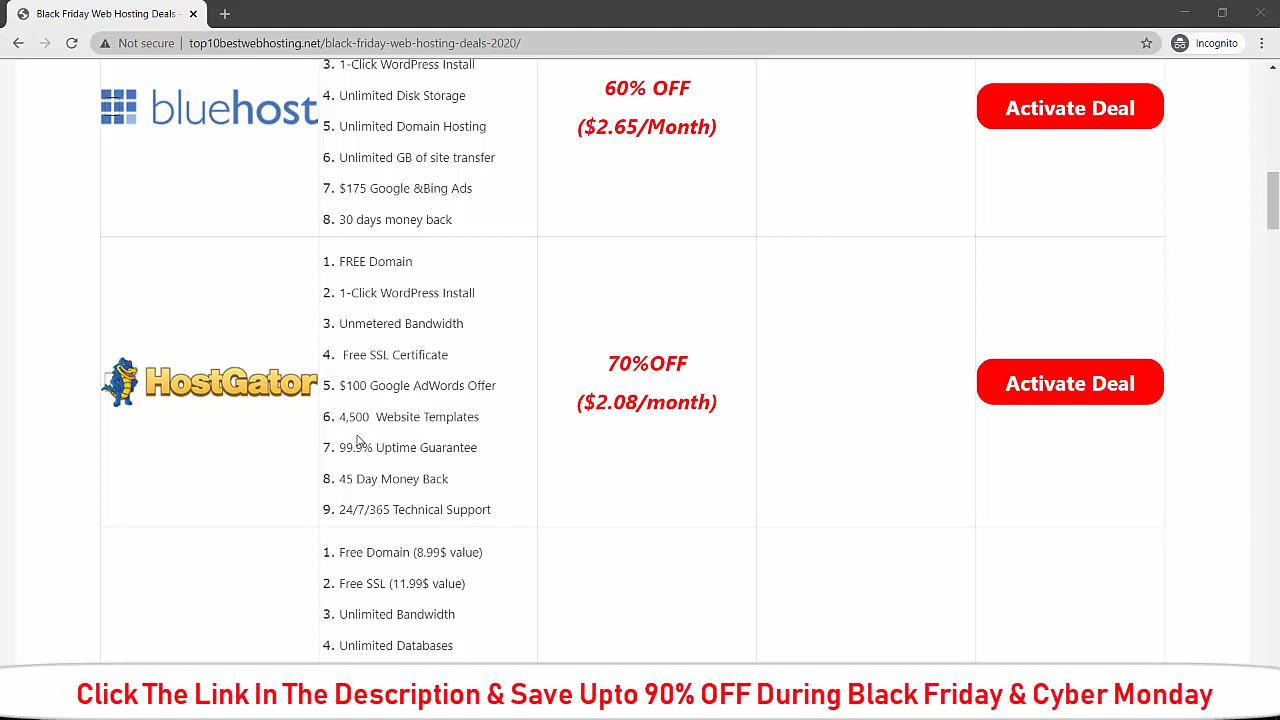 Black Friday Web Hosting Deals -
Not secure
top10bestwebhosting.net/black-friday-web-hosting-deals-2020/
Incognito
bluehost
3. 1-Click WordPress Install
4. Unlimited Disk Storage
5. Unlimited Domain Hosting
6. Unlimited GB of site transfer
7. $175 Google &Bing Ads
8. 30 days money back
60% OFF
($2.65/Month)
Activate Deal
HostGator
1. FREE Domain
2. 1-Click WordPress Install
3. Unmetered Bandwidth
4. Free SSL Certificate
5. $100 Google AdWords Offer
6. 4,500 Website Templates
7. 99.9% Uptime Guarantee
8. 45 Day Money Back
9. 24/7/365 Technical Support
70%OFF
($2.08/month)
Activate Deal
1. Free Domain (8.99$ value)
2. Free SSL (11.99$ value)
3. Unlimited Bandwidth
4. Unlimited Databases
Click The Link In The Description & Save Upto 90% OFF During Black Friday & Cyber Monday